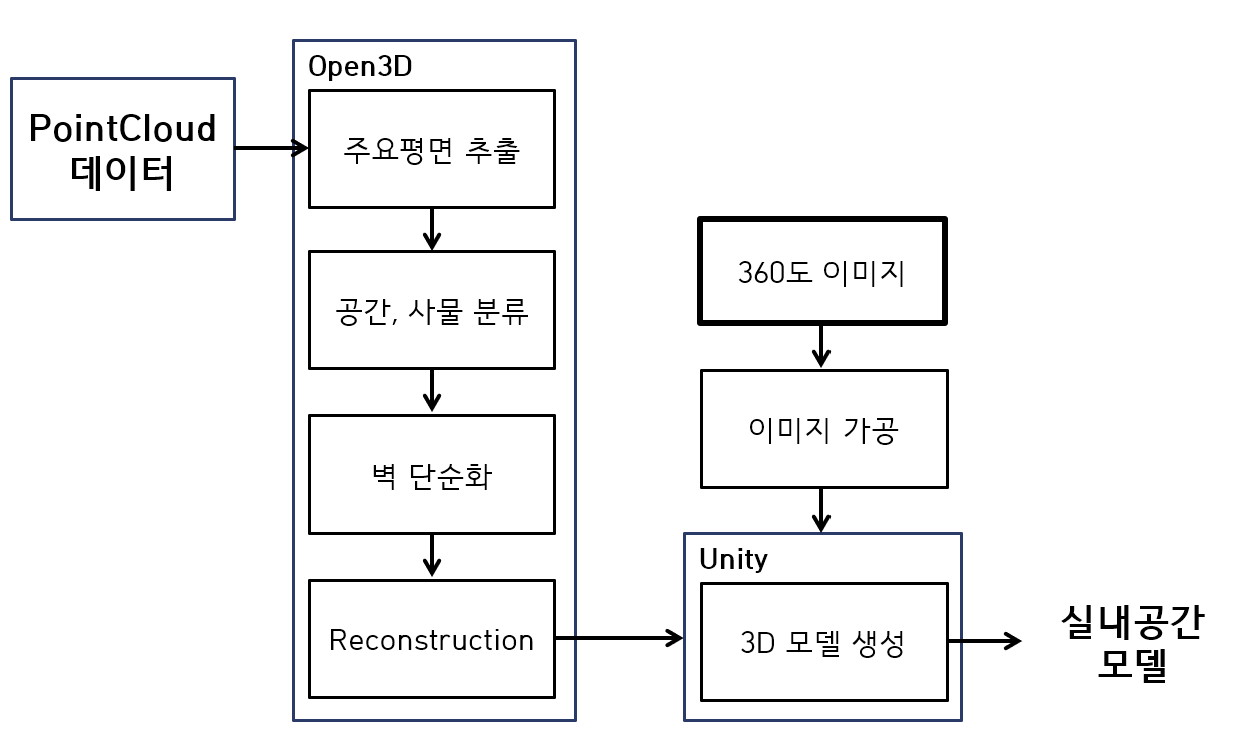 PointCloud
데이터
Open3D
주요평면 추출
공간, 사물 분류
벽 단순화
Reconstruction
360도 이미지
이미지 가공
Unity
3D 모델 생성
실내공간
모델